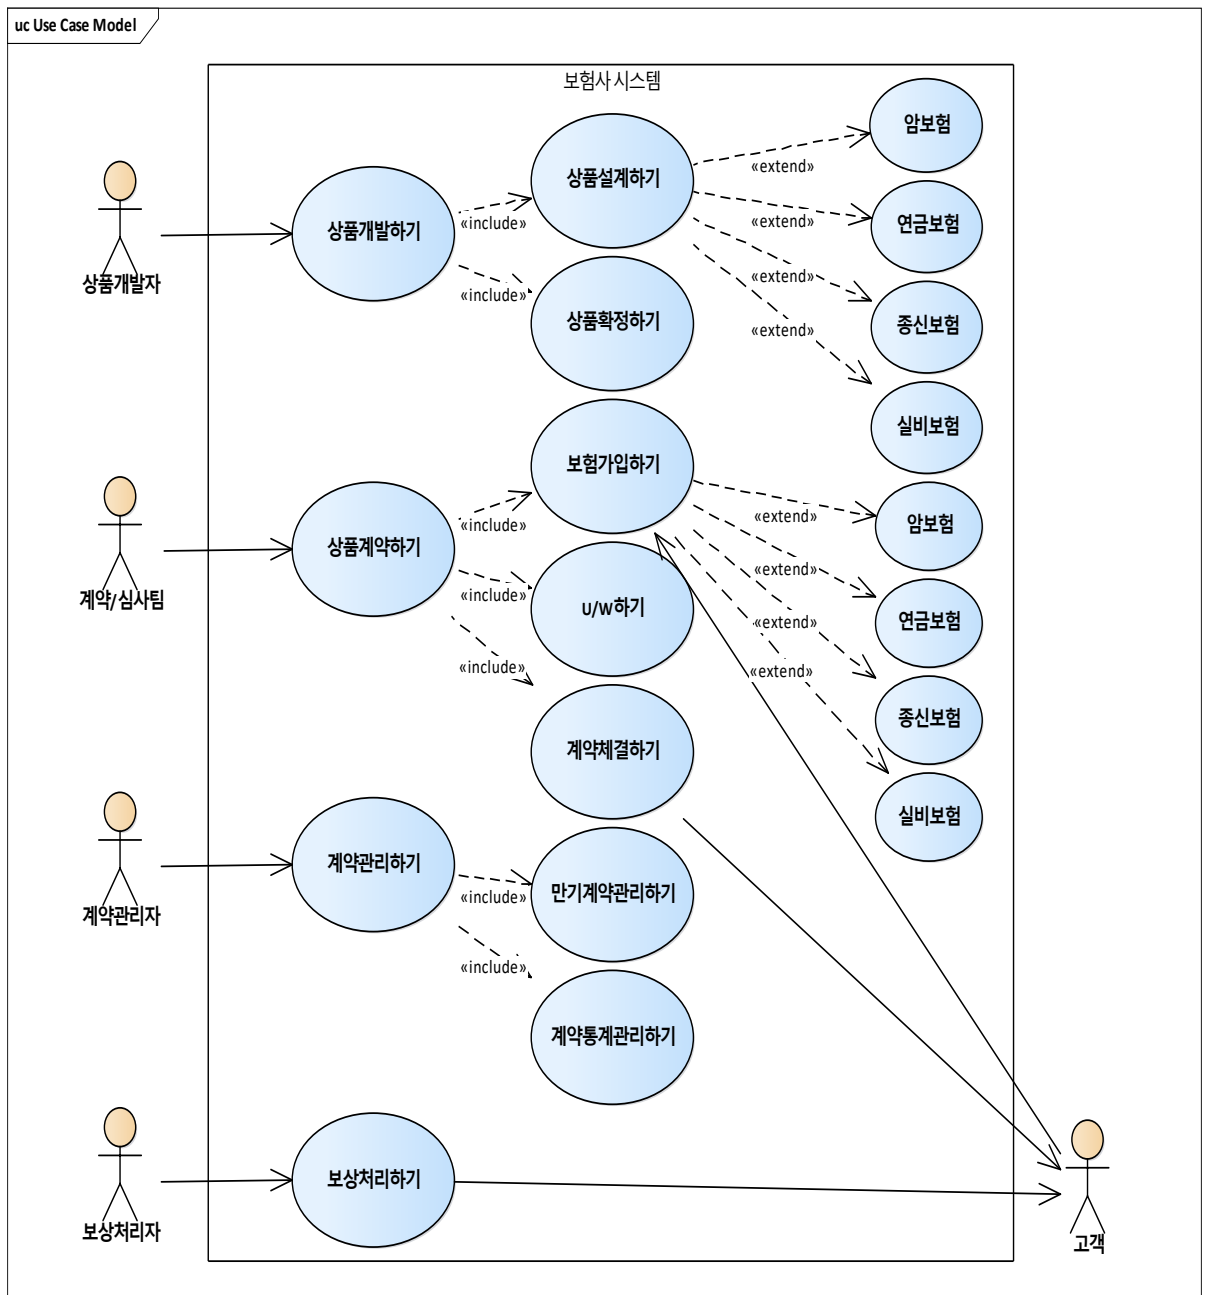 uc Use Case Model
보험사 시스템
암보험
상품설계하기
«extend»
상품개발하기
«include»
연금보험
«extend»
상품개발자
«extend»
«include»
상품확정하기
종신보험
«extend»
실비보험
보험가입하기
암보험
«extend»
«include»
상품계약하기
«extend»
계약/심사팀
«include»
U/W하기
연금보험
«extend»
«include»
«extend»
종신보험
계약체결하기
실비보험
계약관리하기
만기계약관리하기
«include»
계약관리자
«include»
계약통계관리하기
보상처리하기
보상처리자
고객